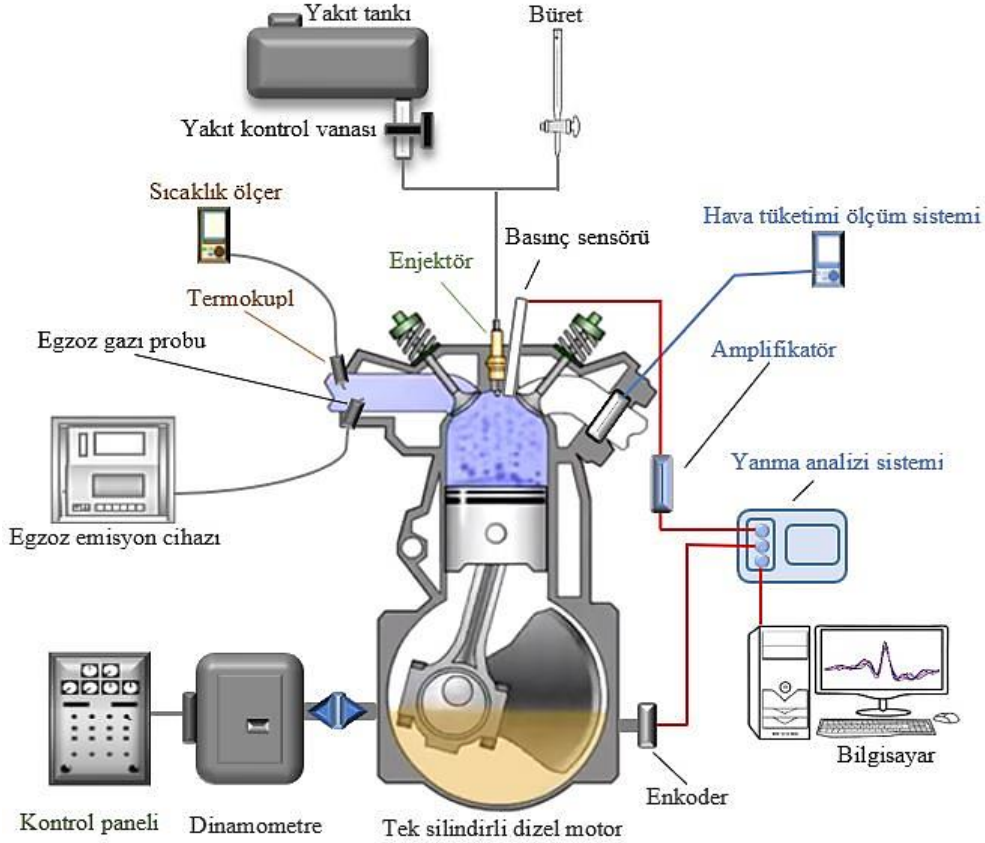 Yakıt tankı
Büret
Yakıt kontrol vanası
Sıcaklık ölçer
Hava tüketimi ölçüm sistemi
Basınç sensörü
Enjektör
Termokupl
Egzoz gazı probu
Amplifikatör
Yanma analizi sistemi
Egzoz emisyon cihazı
Bilgisayar
Enkoder
Kontrol paneli
Dinamometre
Tek silindirli dizel motor